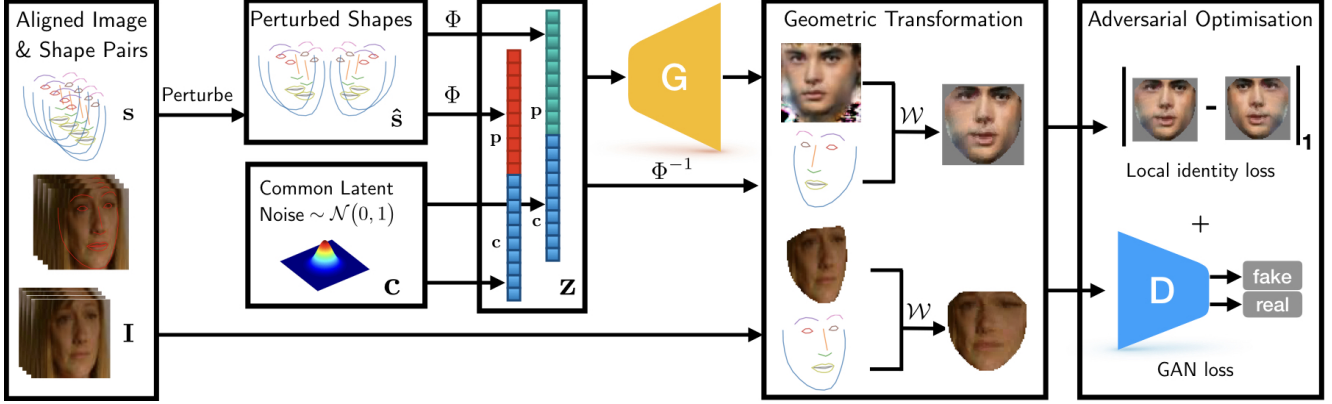 Aligned Image
& Shape Pairs
s
I
Perturbe
Perturbed Shapes
ŝ
Φ
Φ
Common Latent
Noise ∼ 𝒩(0, 1)
c
p
p
c
c
z
G
Φ⁻¹
Geometric Transformation
𝒲
𝒲
Adversarial Optimisation
| - |₁
Local identity loss
+
D
fake
real
GAN loss